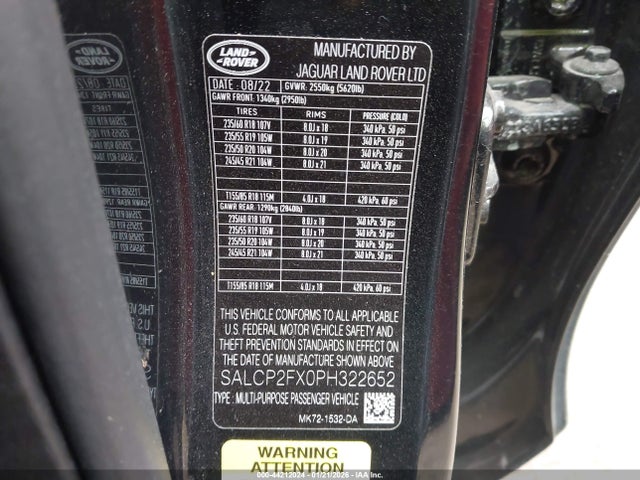 LAND ROVER
MANUFACTURED BY
JAGUAR LAND ROVER LTD
DATE: 08/22 GVWR: 2550kg (5620lb)
GAWR FRONT: 1340kg (2950lb)
TIRES RIMS PRESSURE (COLD)
235/60 R18 107V 8.0J x 18 340 kPa, 50 psi
235/55 R19 105W 8.0J x 19 340 kPa, 50 psi
235/50 R20 104W 8.0J x 20 340 kPa, 50 psi
245/45 R21 104W 8.0J x 21 340 kPa, 50 psi
T155/85 R18 115M 4.0J x 18 420 kPa, 60 psi
GAWR REAR: 1290kg (2840lb)
235/60 R18 107V 8.0J x 18 340 kPa, 50 psi
235/55 R19 105W 8.0J x 19 340 kPa, 50 psi
235/50 R20 104W 8.0J x 20 340 kPa, 50 psi
245/45 R21 104W 8.0J x 21 340 kPa, 50 psi
T155/85 R18 115M 4.0J x 18 420 kPa, 60 psi
THIS VEHICLE CONFORMS TO ALL APPLICABLE
U.S. FEDERAL MOTOR VEHICLE SAFETY AND
THEFT PREVENTION STANDARDS IN EFFECT
ON THE DATE OF MANUFACTURE SHOWN ABOVE
SALCP2FX0PH322652
TYPE: MULTI-PURPOSE PASSENGER VEHICLE
MK72-1532-DA
WARNING
ATTENTION
000-44212024 - 01/21/2026 - 0000